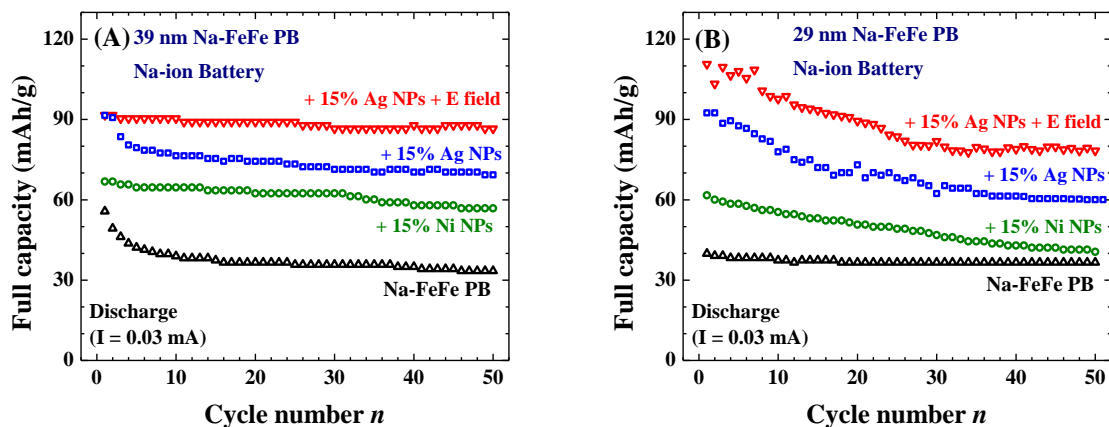 (A)
39 nm Na-FeFe PB
Na-ion Battery
+ 15% Ag NPs + E field
+ 15% Ag NPs
+ 15% Ni NPs
Na-FeFe PB
Discharge
(I = 0.03 mA)
Full capacity (mAh/g)
120
90
60
30
0
0 10 20 30 40 50
Cycle number n
(B)
29 nm Na-FeFe PB
Na-ion Battery
+ 15% Ag NPs + E field
+ 15% Ag NPs
+ 15% Ni NPs
Na-FeFe PB
Discharge
(I = 0.03 mA)
Full capacity (mAh/g)
120
90
60
30
0
0 10 20 30 40 50
Cycle number n